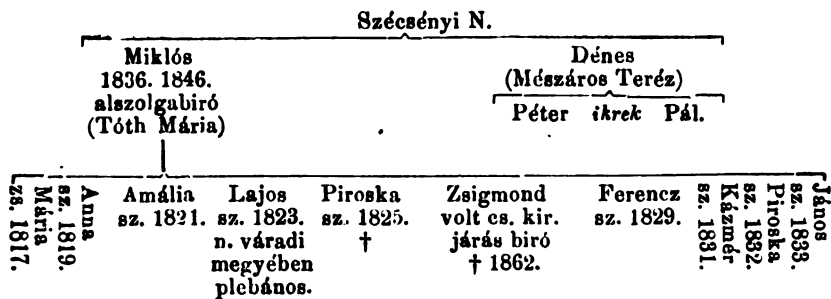 Szécsényi N.
Miklós
1836. 1846.
alszolgabiró
(Tóth Mária)
Dénes
(Mészáros Teréz)
Péter ikrek Pál.
Mária
zs. 1817.
Anna
sz. 1819.
Amália
sz. 1821.
Lajos
sz. 1823.
n. váradi
megyében
plebános.
Piroska
sz. 1825.
†
Zsigmond
volt cs. kir.
járás biró
† 1862.
Ferencz
sz. 1829.
Kázmér
sz. 1831.
Piroska
sz. 1832.
János
sz. 1833.